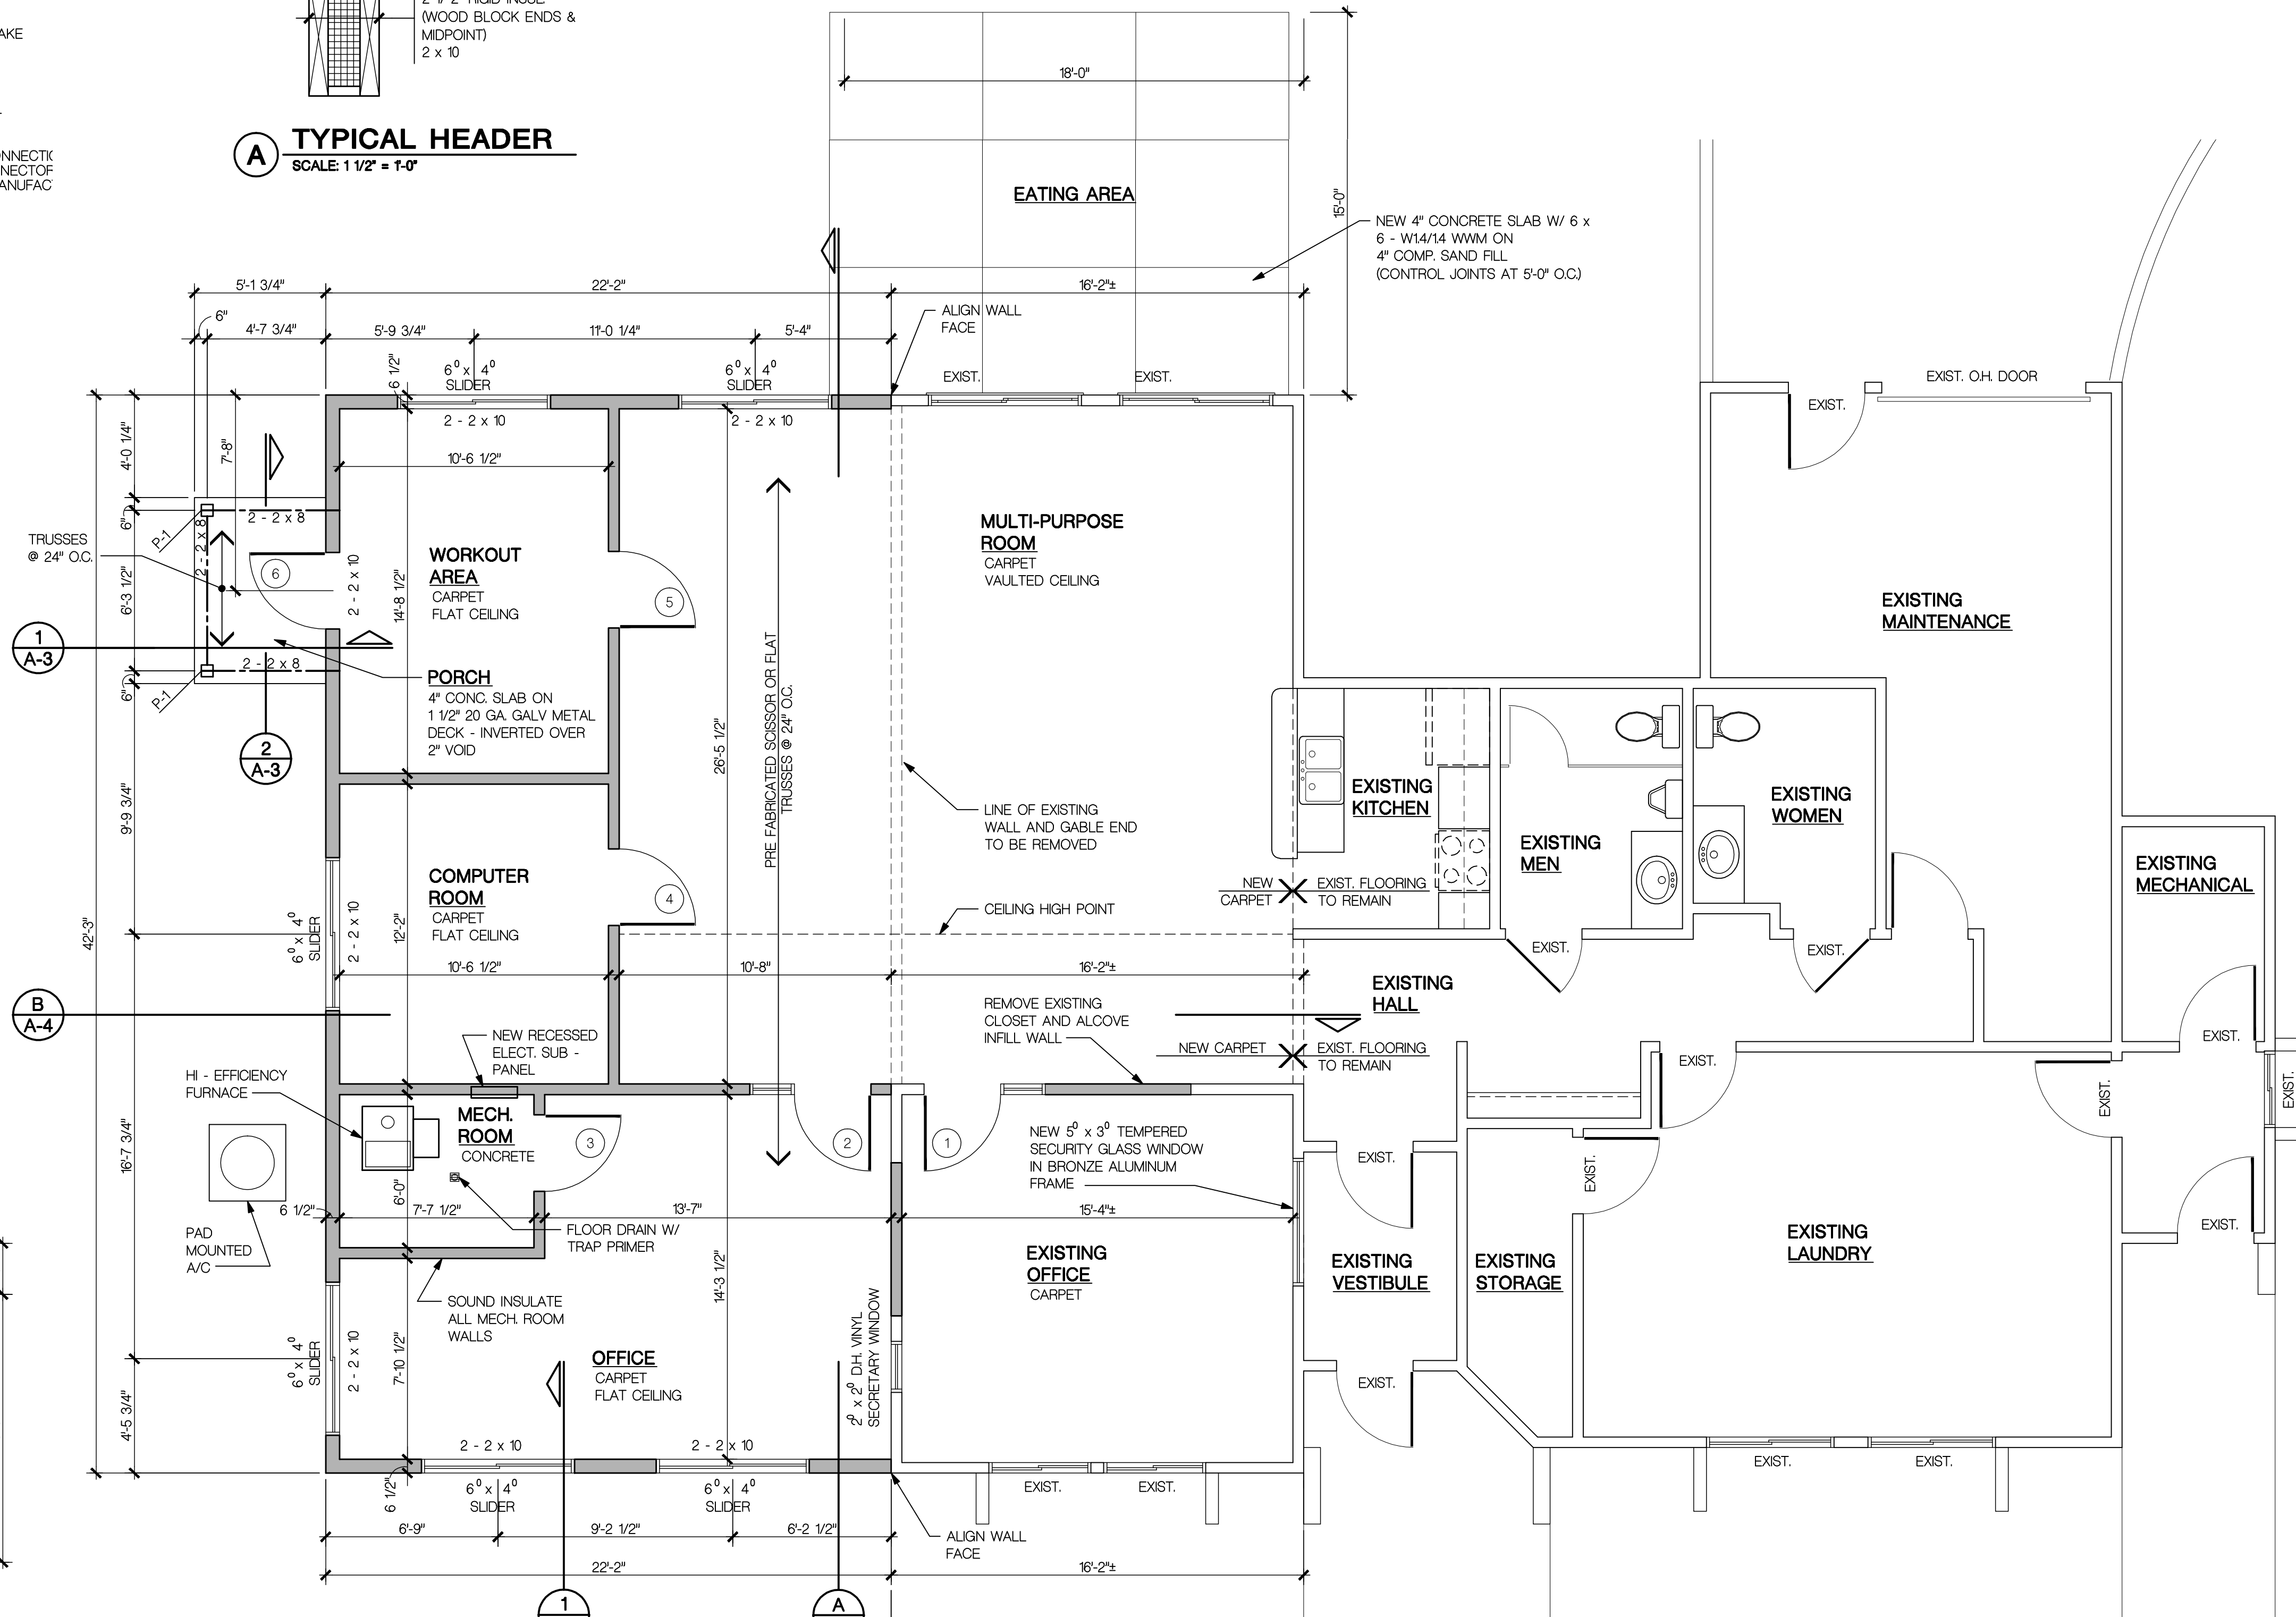 (WOOD BLOCK ENDS &
MIDPOINT)
2 x 10
A
TYPICAL HEADER
SCALE: 1 1/2" = 1'-0"
18'-0"
15'-0"
EATING AREA
NEW 4" CONCRETE SLAB W/ 6 x
6 - W1.4/1.4 WWM ON
4" COMP. SAND FILL
(CONTROL JOINTS AT 5'-0" O.C.)
5'-1 3/4"
22'-2"
16'-2"±
6"
4'-7 3/4"
5'-9 3/4"
11'-0 1/4"
5'-4"
ALIGN WALL
FACE
6 1/2"
6⁰ x 4⁰
SLIDER
6⁰ x 4⁰
SLIDER
EXIST.
EXIST.
EXIST. O.H. DOOR
EXIST.
2 - 2 x 10
2 - 2 x 10
4'-0 1/4"
7'-8"
10'-6 1/2"
6"
P-1
2 - 2 x 8
2 - 2 x 8
TRUSSES
@ 24" O.C.
6'-3 1/2"
6
2 - 2 x 10
14'-8 1/2"
WORKOUT
AREA
CARPET
FLAT CEILING
5
MULTI-PURPOSE
ROOM
CARPET
VAULTED CEILING
EXISTING
MAINTENANCE
1
A-3
2 - 2 x 8
6"
P-1
PORCH
4" CONC. SLAB ON
1 1/2" 20 GA. GALV METAL
DECK - INVERTED OVER
2" VOID
2
A-3
26'-5 1/2"
PRE FABRICATED SCISSOR OR FLAT
TRUSSES @ 24" O.C.
9'-9 3/4"
LINE OF EXISTING
WALL AND GABLE END
TO BE REMOVED
EXISTING
KITCHEN
EXISTING
MEN
EXISTING
WOMEN
EXISTING
MECHANICAL
COMPUTER
ROOM
CARPET
FLAT CEILING
4
NEW
CARPET
EXIST. FLOORING
TO REMAIN
CEILING HIGH POINT
42'-3"
6⁰ x 4⁰
SLIDER
2 - 2 x 10
12'-2"
10'-6 1/2"
10'-8"
16'-2"±
EXIST.
EXIST.
EXISTING
HALL
B
A-4
REMOVE EXISTING
CLOSET AND ALCOVE
INFILL WALL
NEW CARPET
EXIST. FLOORING
TO REMAIN
EXIST.
EXIST.
EXIST.
EXIST.
NEW RECESSED
ELECT. SUB -
PANEL
HI - EFFICIENCY
FURNACE
MECH.
ROOM
CONCRETE
3
2
1
NEW 5⁰ x 3⁰ TEMPERED
SECURITY GLASS WINDOW
IN BRONZE ALUMINUM
FRAME
EXIST.
EXIST.
EXIST.
16'-7 3/4"
6'-0"
6 1/2"
7'-7 1/2"
13'-7"
15'-4"±
PAD
MOUNTED
A/C
FLOOR DRAIN W/
TRAP PRIMER
EXISTING
OFFICE
CARPET
EXISTING
VESTIBULE
EXISTING
STORAGE
EXISTING
LAUNDRY
14'-3 1/2"
SOUND INSULATE
ALL MECH. ROOM
WALLS
6⁰ x 4⁰
SLIDER
2 - 2 x 10
7'-10 1/2"
OFFICE
CARPET
FLAT CEILING
2⁰ x 2⁰ D.H. VINYL
SECRETARY WINDOW
EXIST.
4'-5 3/4"
2 - 2 x 10
2 - 2 x 10
6 1/2"
6⁰ x 4⁰
SLIDER
6⁰ x 4⁰
SLIDER
EXIST.
EXIST.
EXIST.
EXIST.
6'-9"
9'-2 1/2"
6'-2 1/2"
ALIGN WALL
FACE
22'-2"
16'-2"±
1
A